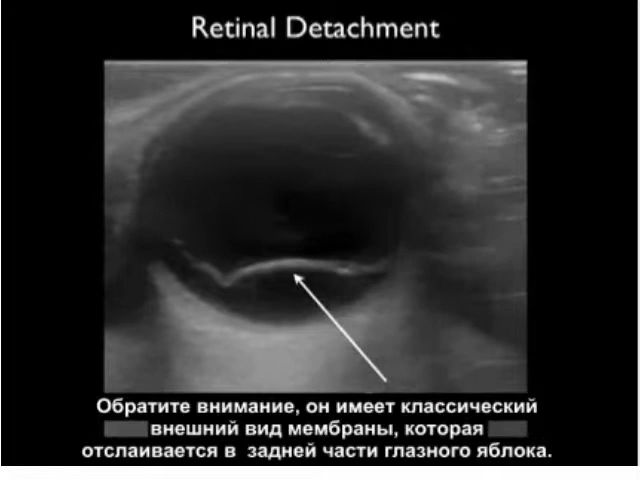 Retinal Detachment
Обратите внимание, он имеет классический
внешний вид мембраны, которая
отслаивается в задней части глазного яблока.